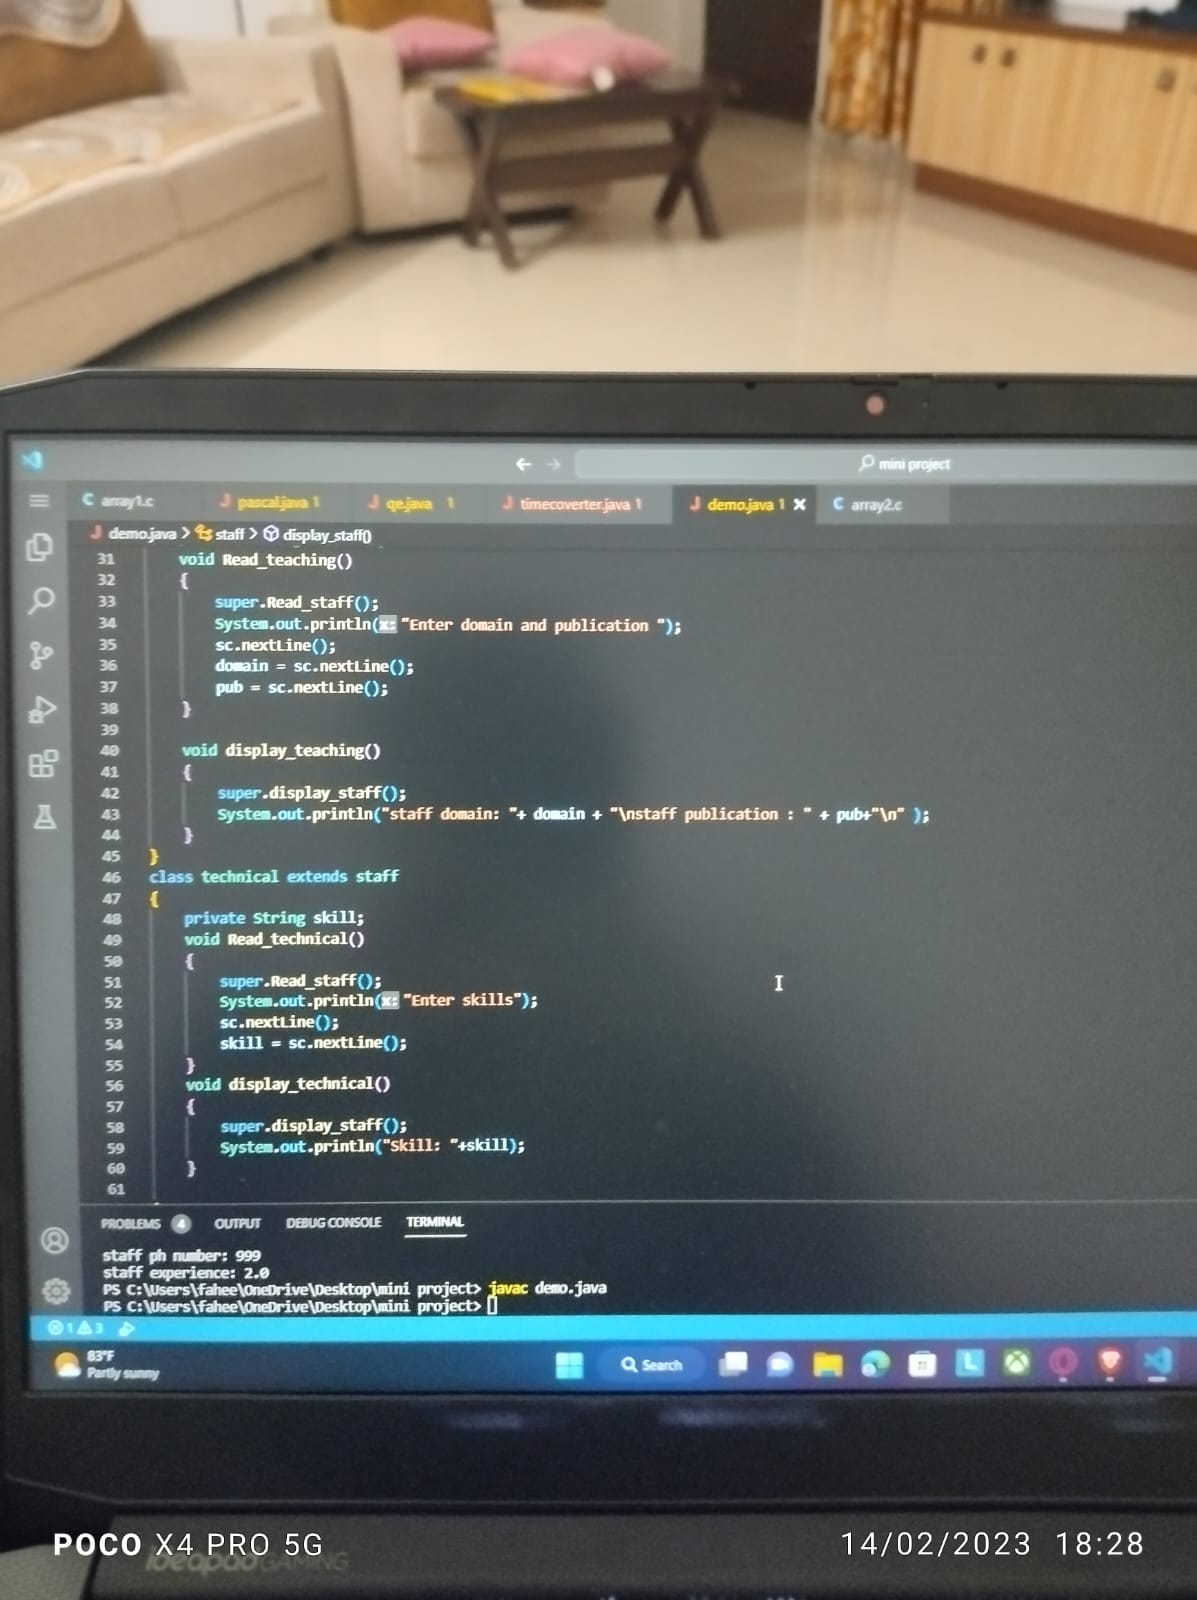 mini project
array1.c
pascal.java 1
qe.java 1
timecoverter.java 1
demo.java 1
array2.c
demo.java > staff > display_staff()
31 void Read_teaching()
32 {
33 super.Read_staff();
34 System.out.println(x: "Enter domain and publication ");
35 sc.nextLine();
36 domain = sc.nextLine();
37 pub = sc.nextLine();
38 }
39
40 void display_teaching()
41 {
42 super.display_staff();
43 System.out.println("staff domain: "+ domain + "\nstaff publication : " + pub+"\n" );
44 }
45 }
46 class technical extends staff
47 {
48 private String skill;
49 void Read_technical()
50 {
51 super.Read_staff();
52 System.out.println(x: "Enter skills");
53 sc.nextLine();
54 skill = sc.nextLine();
55 }
56 void display_technical()
57 {
58 super.display_staff();
59 System.out.println("Skill: "+skill);
60 }
61
PROBLEMS 4 OUTPUT DEBUG CONSOLE TERMINAL
staff ph number: 999
staff experience: 2.0
PS C:\Users\fahee\OneDrive\Desktop\mini project> javac demo.java
PS C:\Users\fahee\OneDrive\Desktop\mini project>
1 3
83°F
Partly sunny
Search
POCO X4 PRO 5G
14/02/2023 18:28
ideapad GAMING